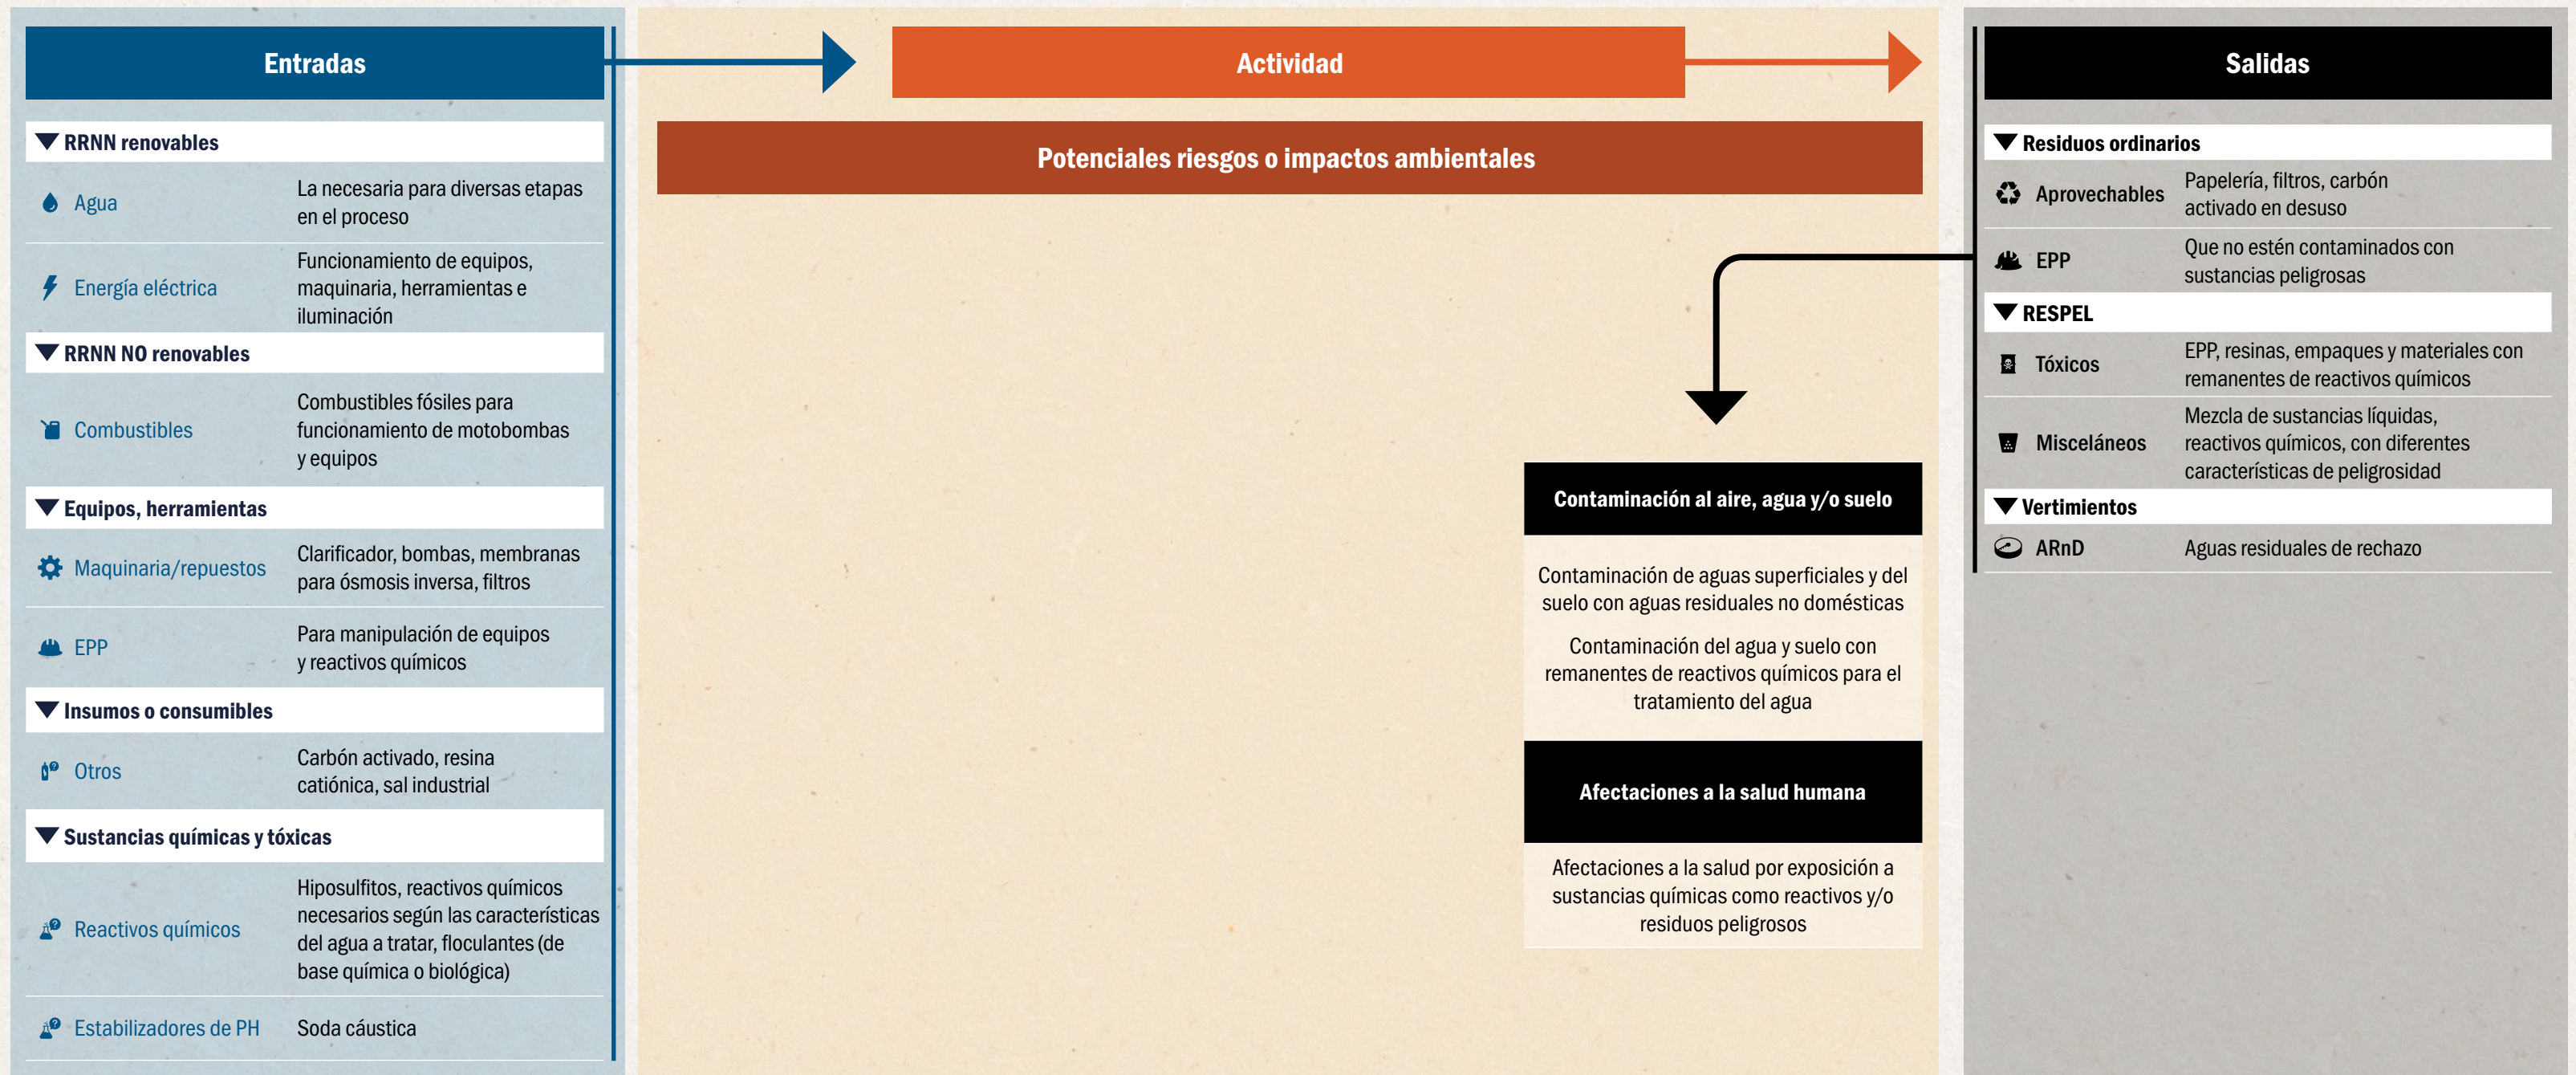 Entradas
RRNN renovables
Agua
La necesaria para diversas etapas
en el proceso
Energía eléctrica
Funcionamiento de equipos,
maquinaria, herramientas e
iluminación
RRNN NO renovables
Combustibles
Combustibles fósiles para
funcionamiento de motobombas
y equipos
Equipos, herramientas
Maquinaria/repuestos
Clarificador, bombas, membranas
para ósmosis inversa, filtros
EPP
Para manipulación de equipos
y reactivos químicos
Insumos o consumibles
Otros
Carbón activado, resina
catiónica, sal industrial
Sustancias químicas y tóxicas
Reactivos químicos
Hiposulfitos, reactivos químicos
necesarios según las características
del agua a tratar, floculantes (de
base química o biológica)
Estabilizadores de PH
Soda cáustica
Actividad
Potenciales riesgos o impactos ambientales
Contaminación al aire, agua y/o suelo
Contaminación de aguas superficiales y del
suelo con aguas residuales no domésticas
Contaminación del agua y suelo con
remanentes de reactivos químicos para el
tratamiento del agua
Afectaciones a la salud humana
Afectaciones a la salud por exposición a
sustancias químicas como reactivos y/o
residuos peligrosos
Salidas
Residuos ordinarios
Aprovechables
Papelería, filtros, carbón
activado en desuso
EPP
Que no estén contaminados con
sustancias peligrosas
RESPEL
Tóxicos
EPP, resinas, empaques y materiales con
remanentes de reactivos químicos
Misceláneos
Mezcla de sustancias líquidas,
reactivos químicos, con diferentes
características de peligrosidad
Vertimientos
ARnD
Aguas residuales de rechazo